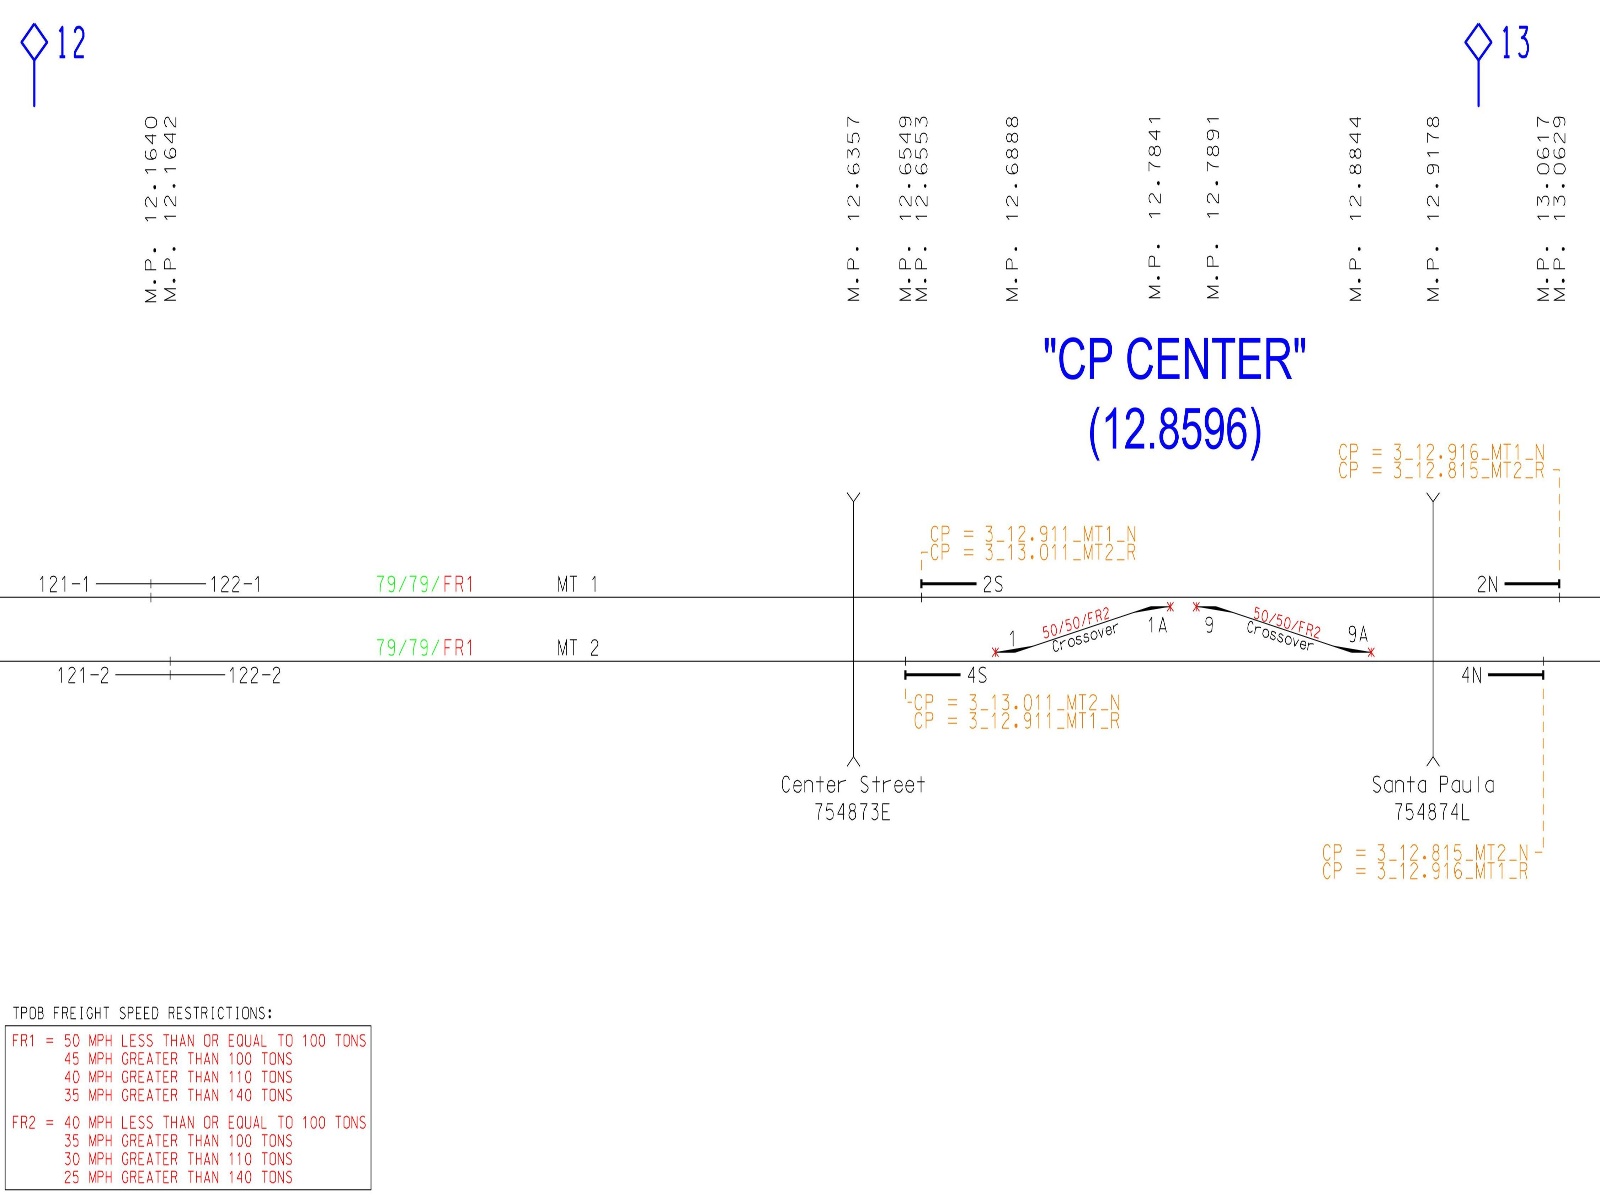 12
13
M.P. 12.1640
M.P. 12.1642
M.P. 12.6357
M.P. 12.6549
M.P. 12.6553
M.P. 12.6888
M.P. 12.7841
M.P. 12.7891
M.P. 12.8844
M.P. 12.9178
M.P. 13.0617
M.P. 13.0629
"CP CENTER"
(12.8596)
CP = 3_12.916_MT1_N
CP = 3_12.815_MT2_R
CP = 3_12.911_MT1_N
CP = 3_13.011_MT2_R
121-1
122-1
79/79/FR1
MT 1
2S
2N
1
50/50/FR2
Crossover
1A
9
50/50/FR2
Crossover
9A
79/79/FR1
MT 2
121-2
122-2
4S
4N
CP = 3_13.011_MT2_N
CP = 3_12.911_MT1_R
Center Street
754873E
Santa Paula
754874L
CP = 3_12.815_MT2_N
CP = 3_12.916_MT1_R
TPDB FREIGHT SPEED RESTRICTIONS:
FR1 = 50 MPH LESS THAN OR EQUAL TO 100 TONS
45 MPH GREATER THAN 100 TONS
40 MPH GREATER THAN 110 TONS
35 MPH GREATER THAN 140 TONS
FR2 = 40 MPH LESS THAN OR EQUAL TO 100 TONS
35 MPH GREATER THAN 100 TONS
30 MPH GREATER THAN 110 TONS
25 MPH GREATER THAN 140 TONS